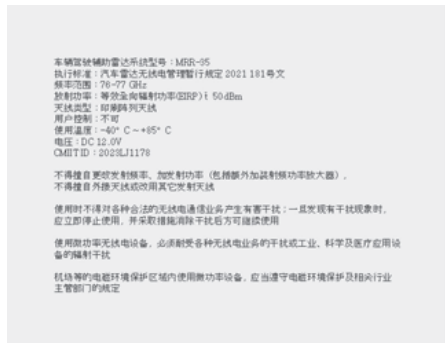 车辆驾驶辅助雷达系统型号：MRR-35
执行标准：汽车雷达无线电管理暂行规定 2021 181号文
频率范围：76-77 GHz
发射功率：等效全向辐射功率(EIRP) 50 dBm
天线类型：印刷阵列天线
用户控制：不可
使用温度：-40° C ~ +85° C
电压：DC 12.0V
CMIIT ID：2023LJ1178
不得擅自更改发射频率、加发射功率（包括额外加装射频功率放大器），
不得擅自外接天线或改用其它发射天线
使用时不得对各种合法的无线电通信业务产生有害干扰；一旦发现有干扰现象时，
应立即停止使用，并采取措施消除干扰后方可继续使用
使用微功率无线电设备，必须耐受各种无线电业务的干扰或工业、科学及医疗应用设
备的辐射干扰
机场等的电磁环境保护区域内使用微功率设备，应当遵守电磁环境保护及相关行业
主管部门的规定